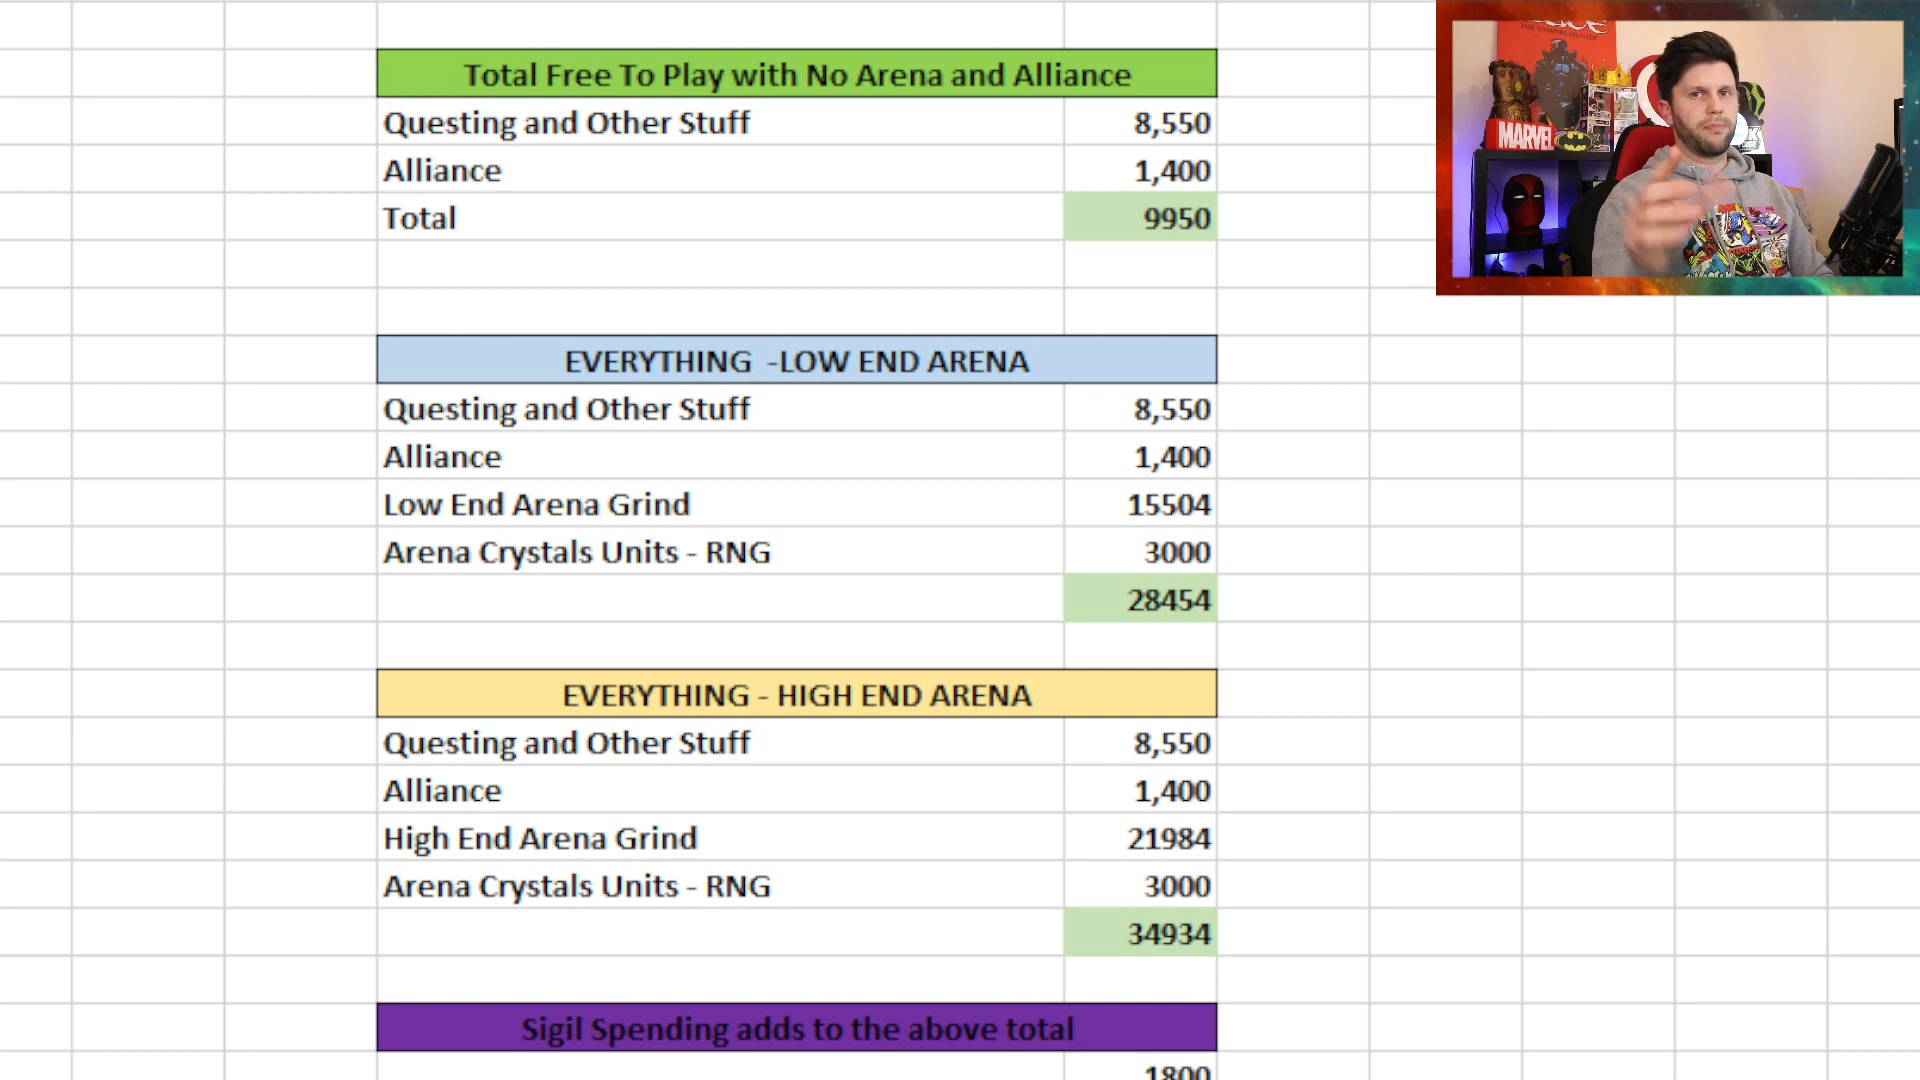 Total Free To Play with No Arena and Alliance
Questing and Other Stuff 8,550
Alliance 1,400
Total 9950
EVERYTHING -LOW END ARENA
Questing and Other Stuff 8,550
Alliance 1,400
Low End Arena Grind 15504
Arena Crystals Units - RNG 3000
28454
EVERYTHING - HIGH END ARENA
Questing and Other Stuff 8,550
Alliance 1,400
High End Arena Grind 21984
Arena Crystals Units - RNG 3000
34934
Sigil Spending adds to the above total
1800
THE VAMPIRE HUNTER
MARVEL